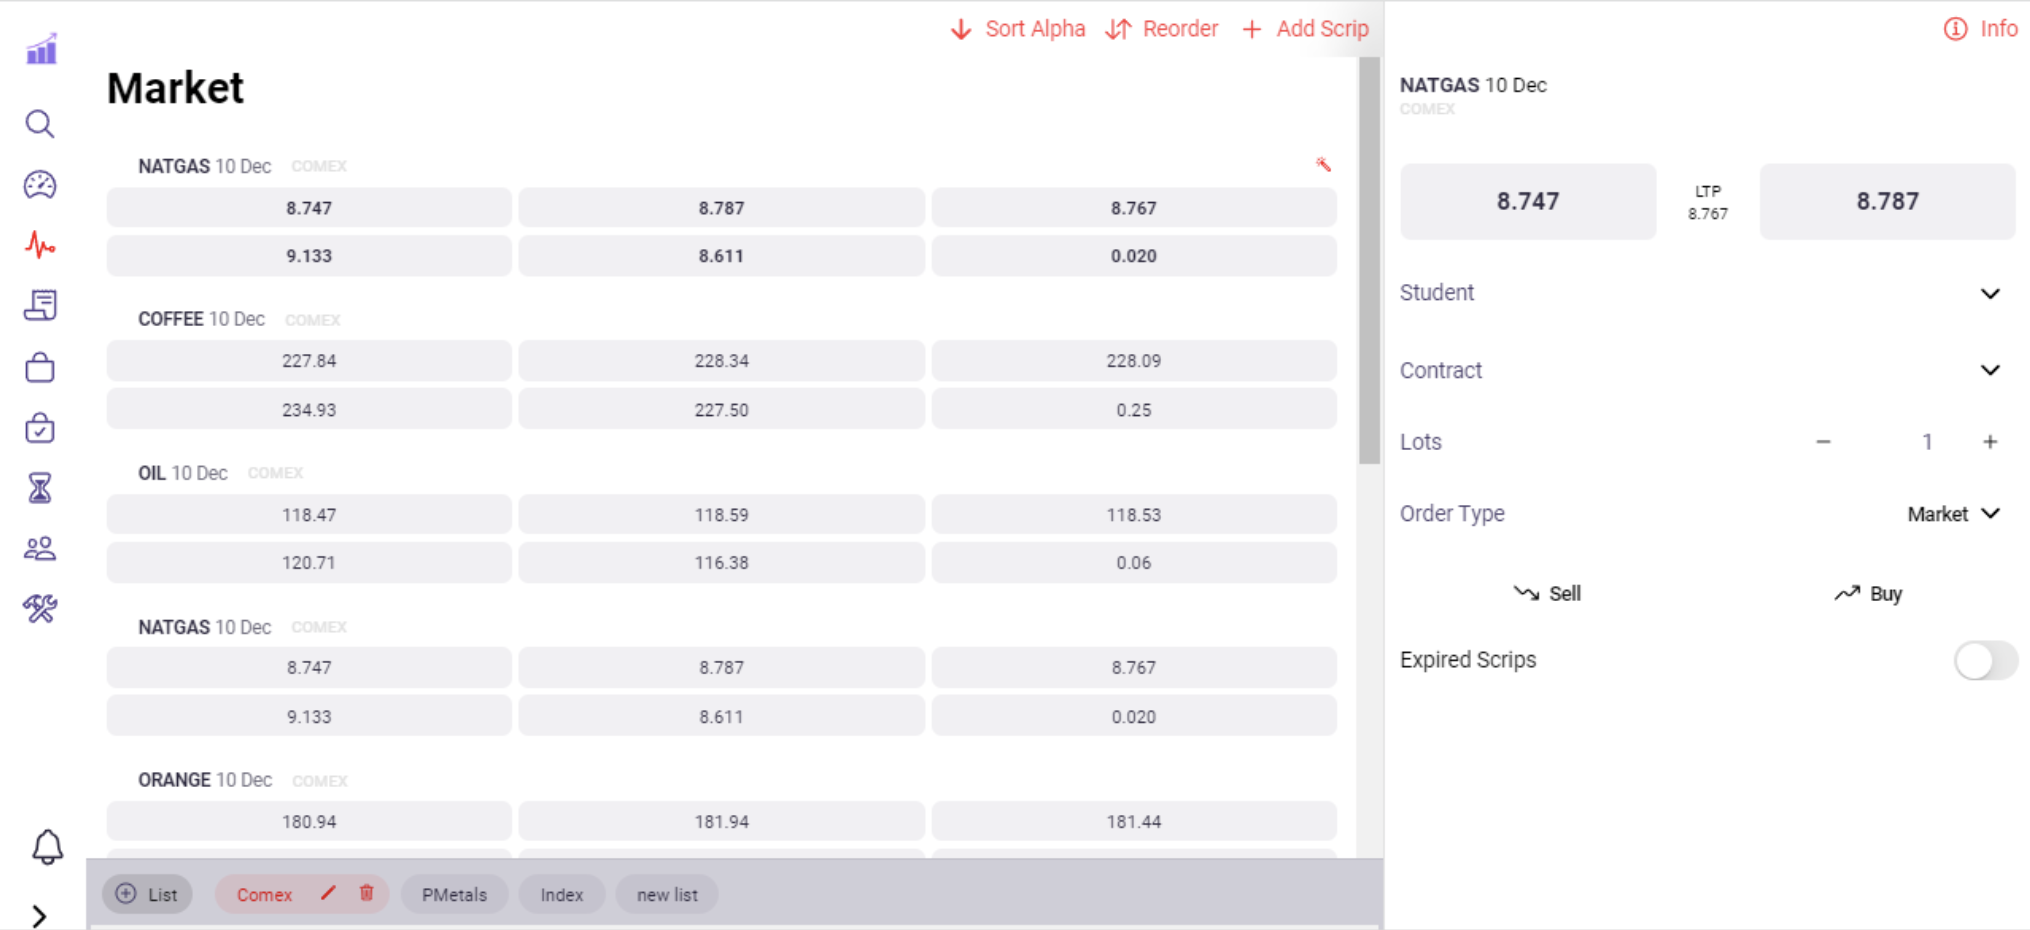 Sort Alpha Reorder Add Scrip
Market
NATGAS 10 Dec COMEX
8.747 8.787 8.767
9.133 8.611 0.020
COFFEE 10 Dec COMEX
227.84 228.34 228.09
234.93 227.50 0.25
OIL 10 Dec COMEX
118.47 118.59 118.53
120.71 116.38 0.06
NATGAS 10 Dec COMEX
8.747 8.787 8.767
9.133 8.611 0.020
ORANGE 10 Dec COMEX
180.94 181.94 181.44
List Comex PMetals Index new list
Info
NATGAS 10 Dec
COMEX
8.747 LTP 8.787
8.767
Student
Contract
Lots − 1 +
Order Type Market
Sell Buy
Expired Scrips